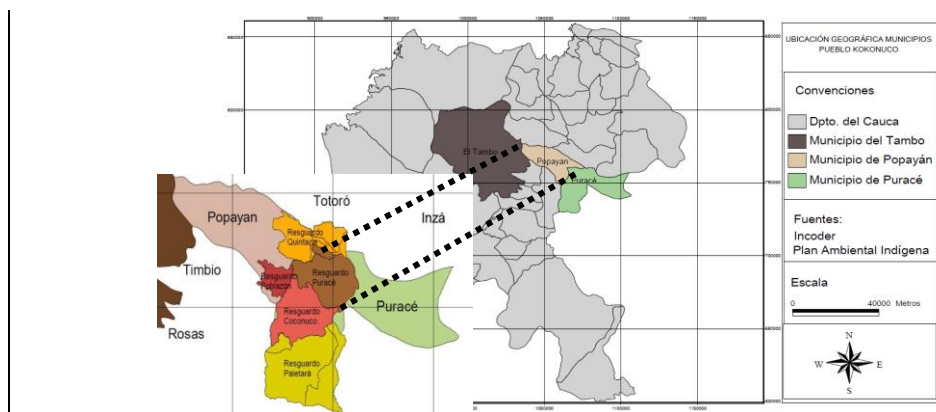 UBICACIÓN GEOGRÁFICA MUNICIPIOS
PUEBLO KOKONUCO
Convenciones
Dpto. del Cauca
Municipio del Tambo
Municipio de Popayán
Municipio de Puracé
Fuentes:
Incoder
Plan Ambiental Indígena
Escala
0 40000 Metros
N
W E
S
El Tambo
Popayan
Puracé
Popayan
Totoró
Inzá
Resguardo
Quintana
Timbio
Resguardo
Poblazón
Resguardo
Puracé
Puracé
Resguardo
Coconuco
Rosas
Resguardo
Paletará